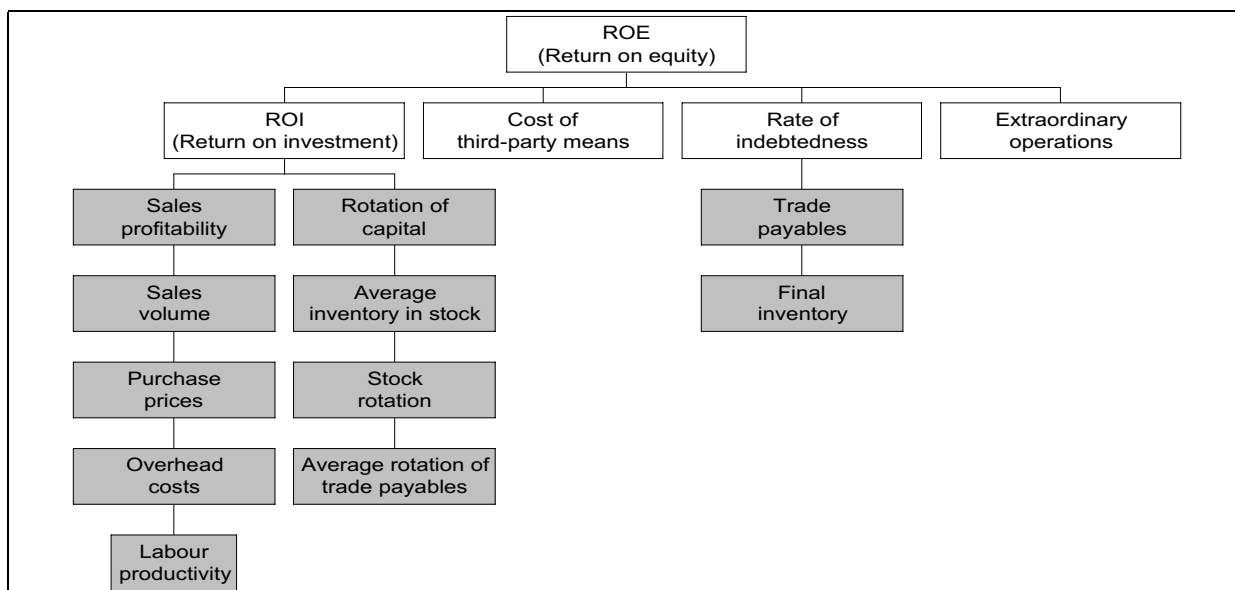 ROE
(Return on equity)
ROI
(Return on investment)
Cost of
third-party means
Rate of
indebtedness
Extraordinary
operations
Sales
profitability
Rotation of
capital
Trade
payables
Sales
volume
Average
inventory in stock
Final
inventory
Purchase
prices
Stock
rotation
Overhead
costs
Average rotation of
trade payables
Labour
productivity